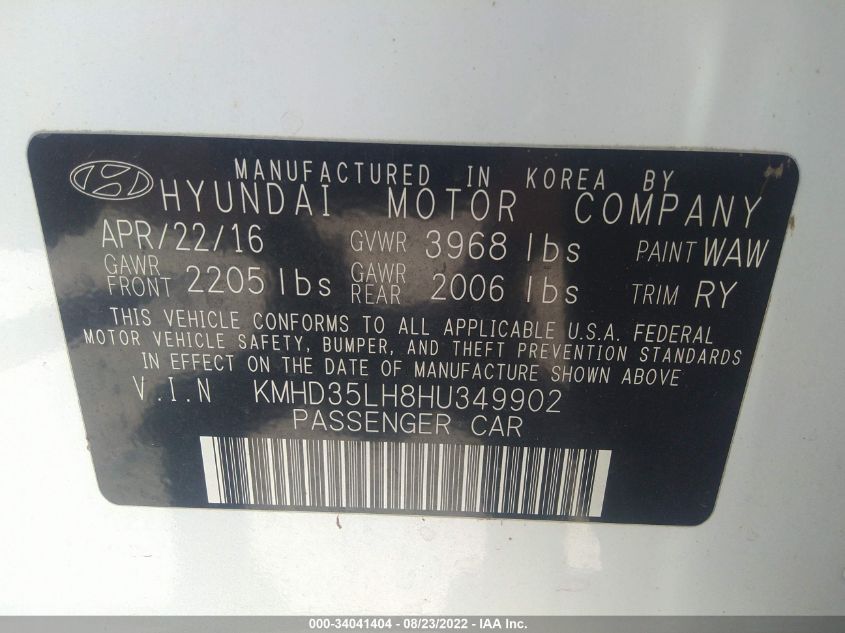 MANUFACTURED IN KOREA BY
HYUNDAI MOTOR COMPANY
APR/22/16 GVWR 3968 lbs PAINT WAW
GAWR FRONT 2205 lbs GAWR REAR 2006 lbs TRIM RY
THIS VEHICLE CONFORMS TO ALL APPLICABLE U.S.A. FEDERAL
MOTOR VEHICLE SAFETY, BUMPER, AND THEFT PREVENTION STANDARDS
IN EFFECT ON THE DATE OF MANUFACTURE SHOWN ABOVE
V.I.N KMHD35LH8HU349902
PASSENGER CAR
000-34041404 - 08/23/2022 - IAA Inc.